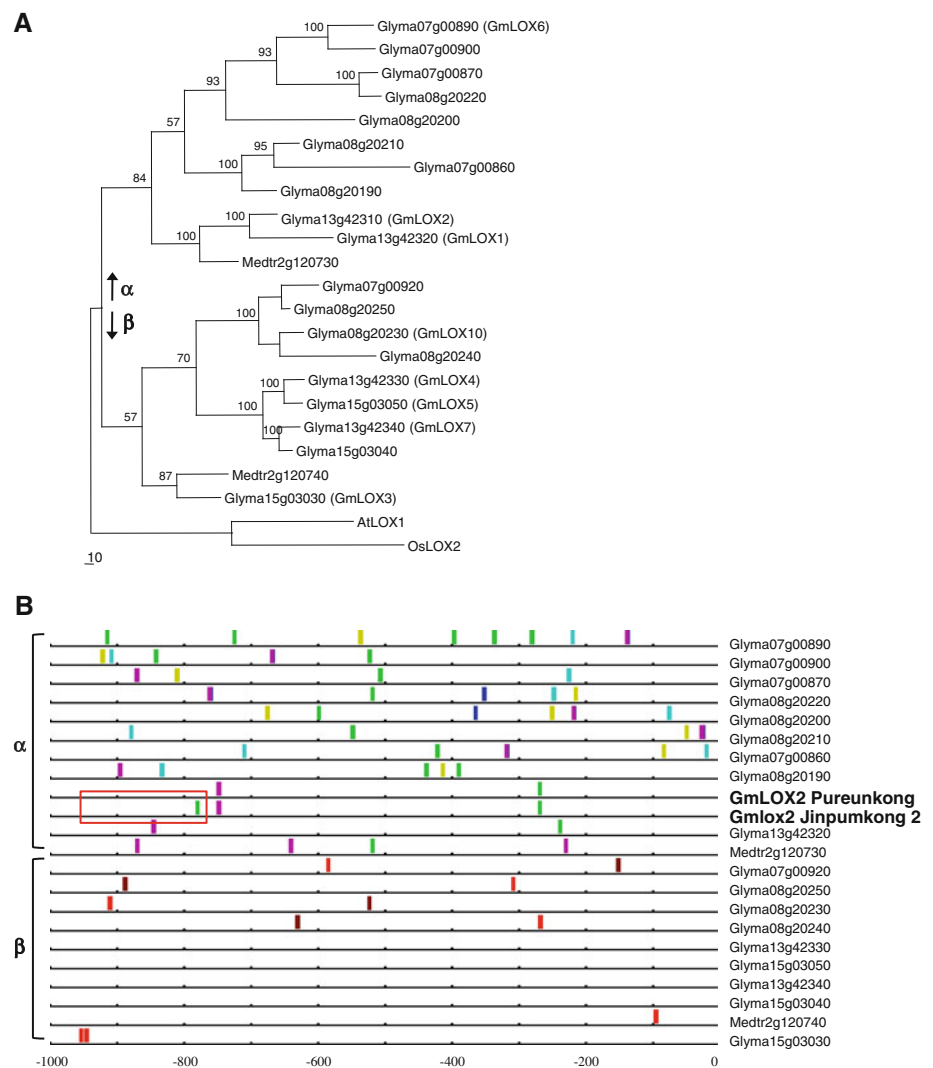 A
100
Glyma07g00890 (GmLOX6)
93
Glyma07g00900
100
Glyma07g00870
93
Glyma08g20220
Glyma08g20200
57
95
Glyma08g20210
100
Glyma07g00860
84
Glyma08g20190
100
Glyma13g42310 (GmLOX2)
100
Glyma13g42320 (GmLOX1)
Medtr2g120730
α
β
Glyma07g00920
100
Glyma08g20250
Glyma08g20230 (GmLOX10)
70
Glyma08g20240
100
Glyma13g42330 (GmLOX4)
100
Glyma15g03050 (GmLOX5)
57
100
Glyma13g42340 (GmLOX7)
Glyma15g03040
87
Medtr2g120740
Glyma15g03030 (GmLOX3)
AtLOX1
OsLOX2
10
B
α
Glyma07g00890
Glyma07g00900
Glyma07g00870
Glyma08g20220
Glyma08g20200
Glyma08g20210
Glyma07g00860
Glyma08g20190
GmLOX2 Pureunkong
Gmlox2 Jinpumkong 2
Glyma13g42320
Medtr2g120730
β
Glyma07g00920
Glyma08g20250
Glyma08g20230
Glyma08g20240
Glyma13g42330
Glyma15g03050
Glyma13g42340
Glyma15g03040
Medtr2g120740
Glyma15g03030
-1000 -800 -600 -400 -200 0